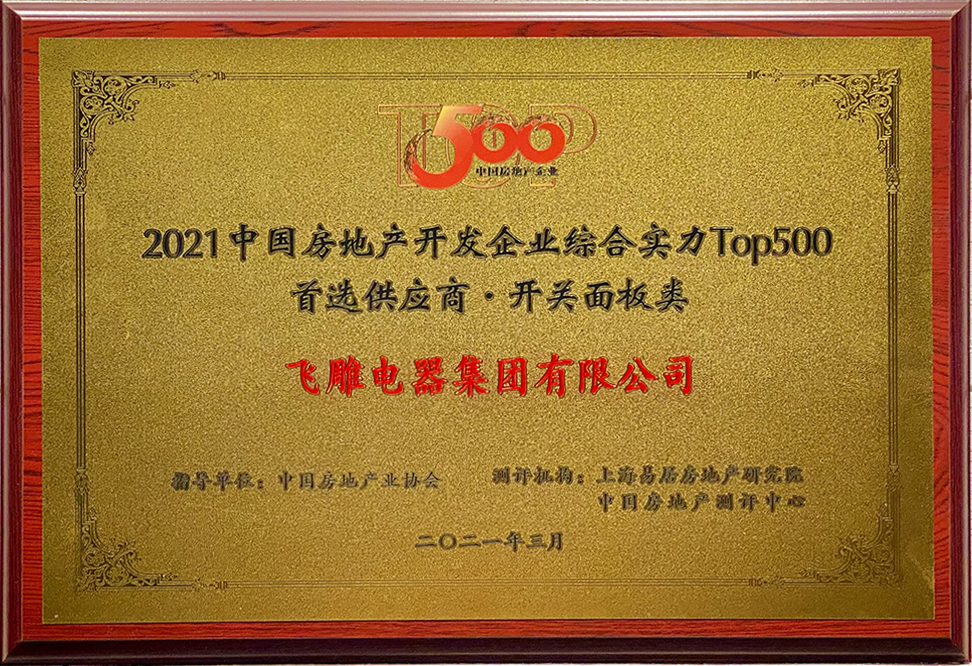 TOP
500
中国房地产企业
2021中国房地产开发企业综合实力Top500
首选供应商·开关面板类
飞雕电器集团有限公司
指导单位：中国房地产业协会
测评机构：上海易居房地产研究院
中国房地产测评中心
二〇二一年三月